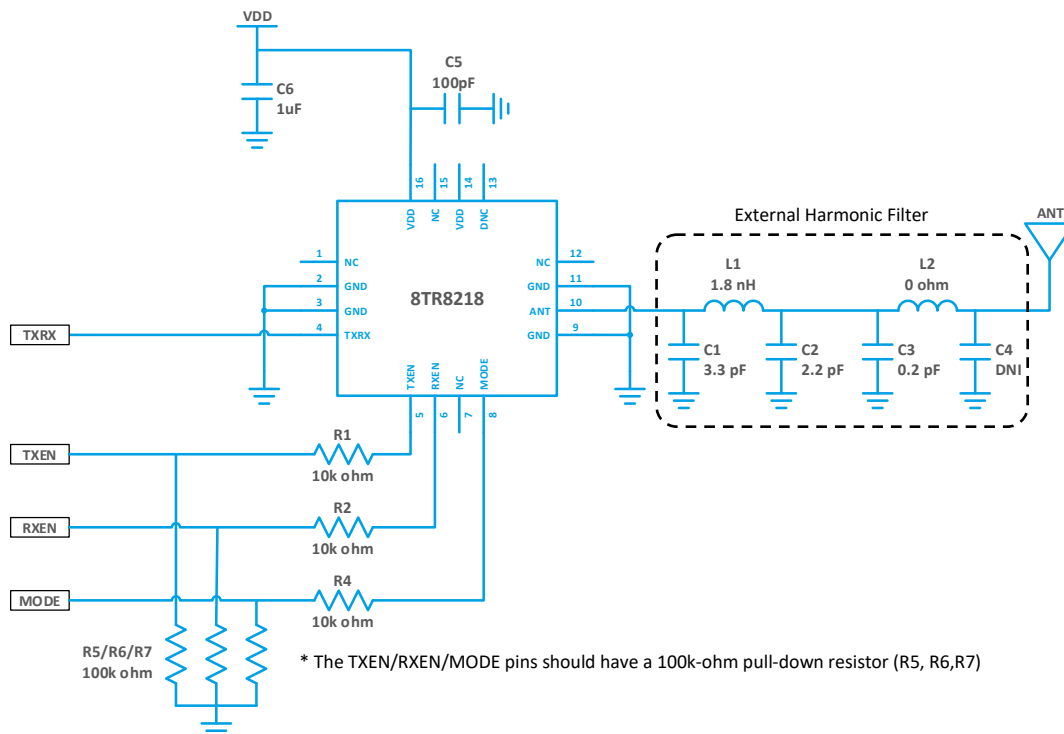 VDD
C5
100pF
C6
1uF
16
15
14
13
VDD
NC
VDD
DNC
External Harmonic Filter
ANT
1
NC
12
NC
2
GND
11
GND
L1
1.8 nH
L2
0 ohm
3
GND
8TR8218
10
ANT
TXRX
4
TXRX
9
GND
C1
3.3 pF
C2
2.2 pF
C3
0.2 pF
C4
DNI
TXEN
RXEN
NC
MODE
5
6
7
8
TXEN
R1
10k ohm
RXEN
R2
10k ohm
MODE
R4
10k ohm
R5/R6/R7
100k ohm
* The TXEN/RXEN/MODE pins should have a 100k-ohm pull-down resistor (R5, R6,R7)